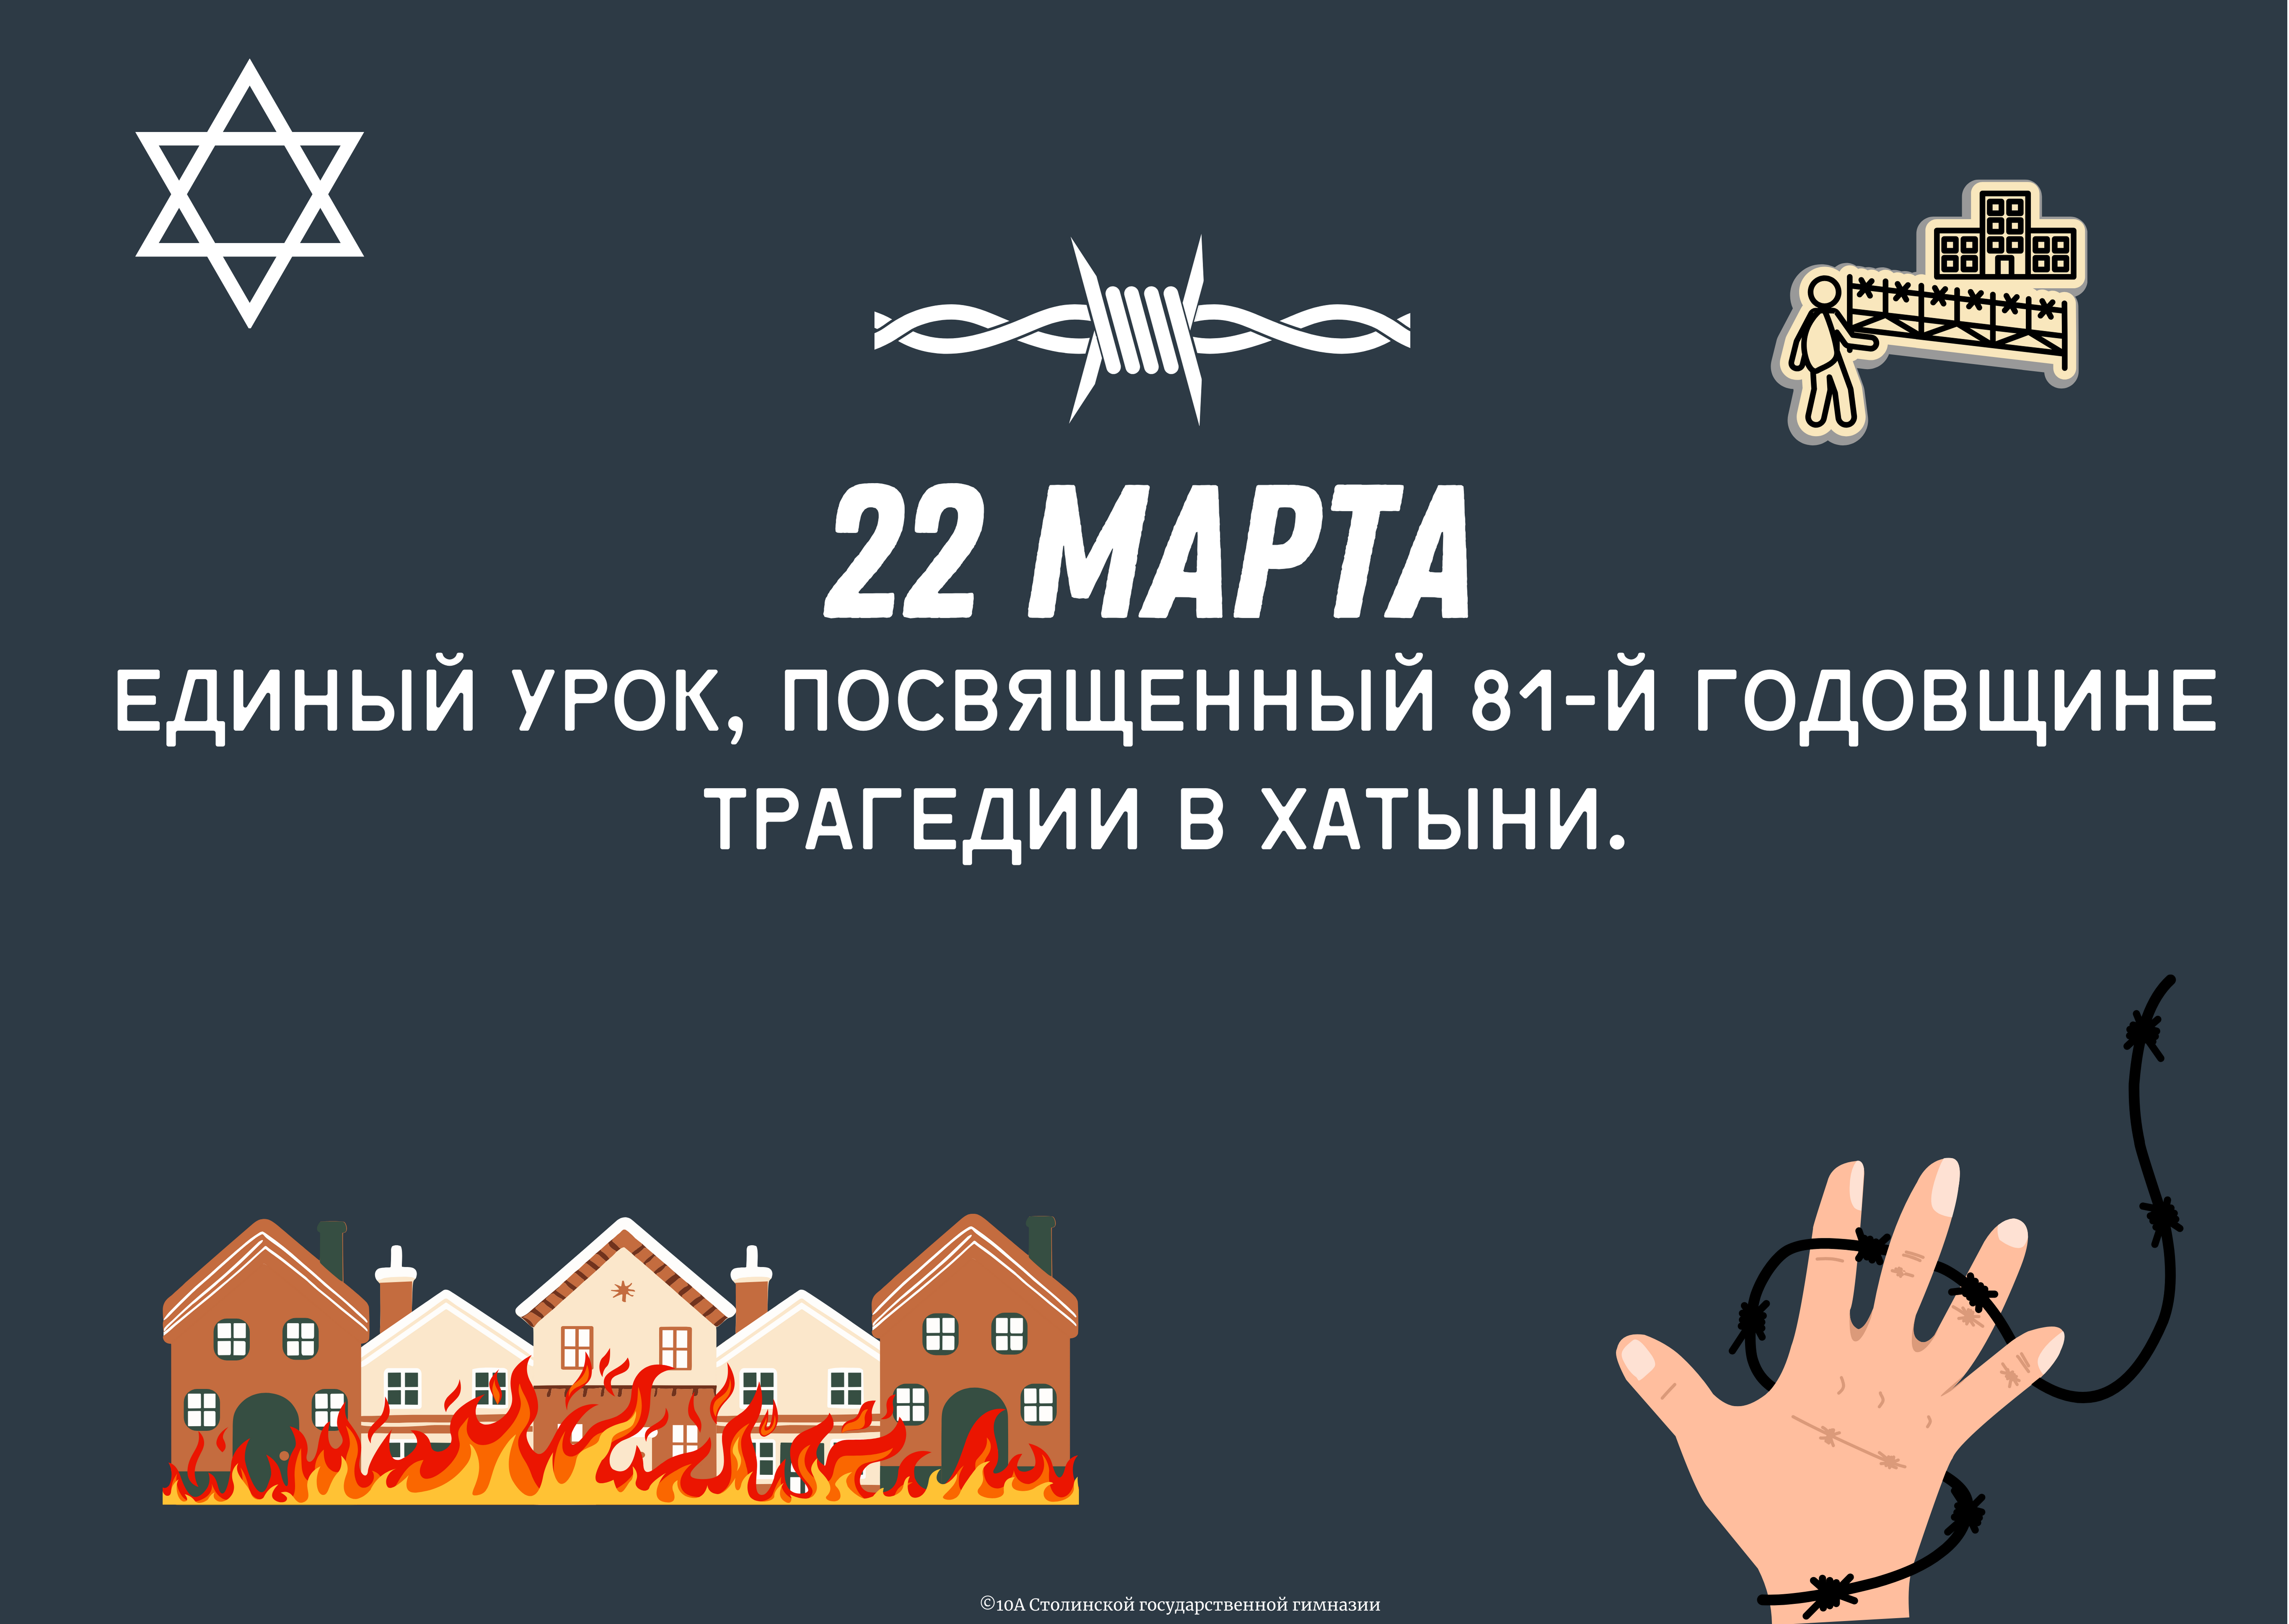 22 МАРТА
ЕДИНЫЙ УРОК, ПОСВЯЩЕННЫЙ 81-Й ГОДОВЩИНЕ
ТРАГЕДИИ В ХАТЫНИ.
©10А Столинской государственной гимназии